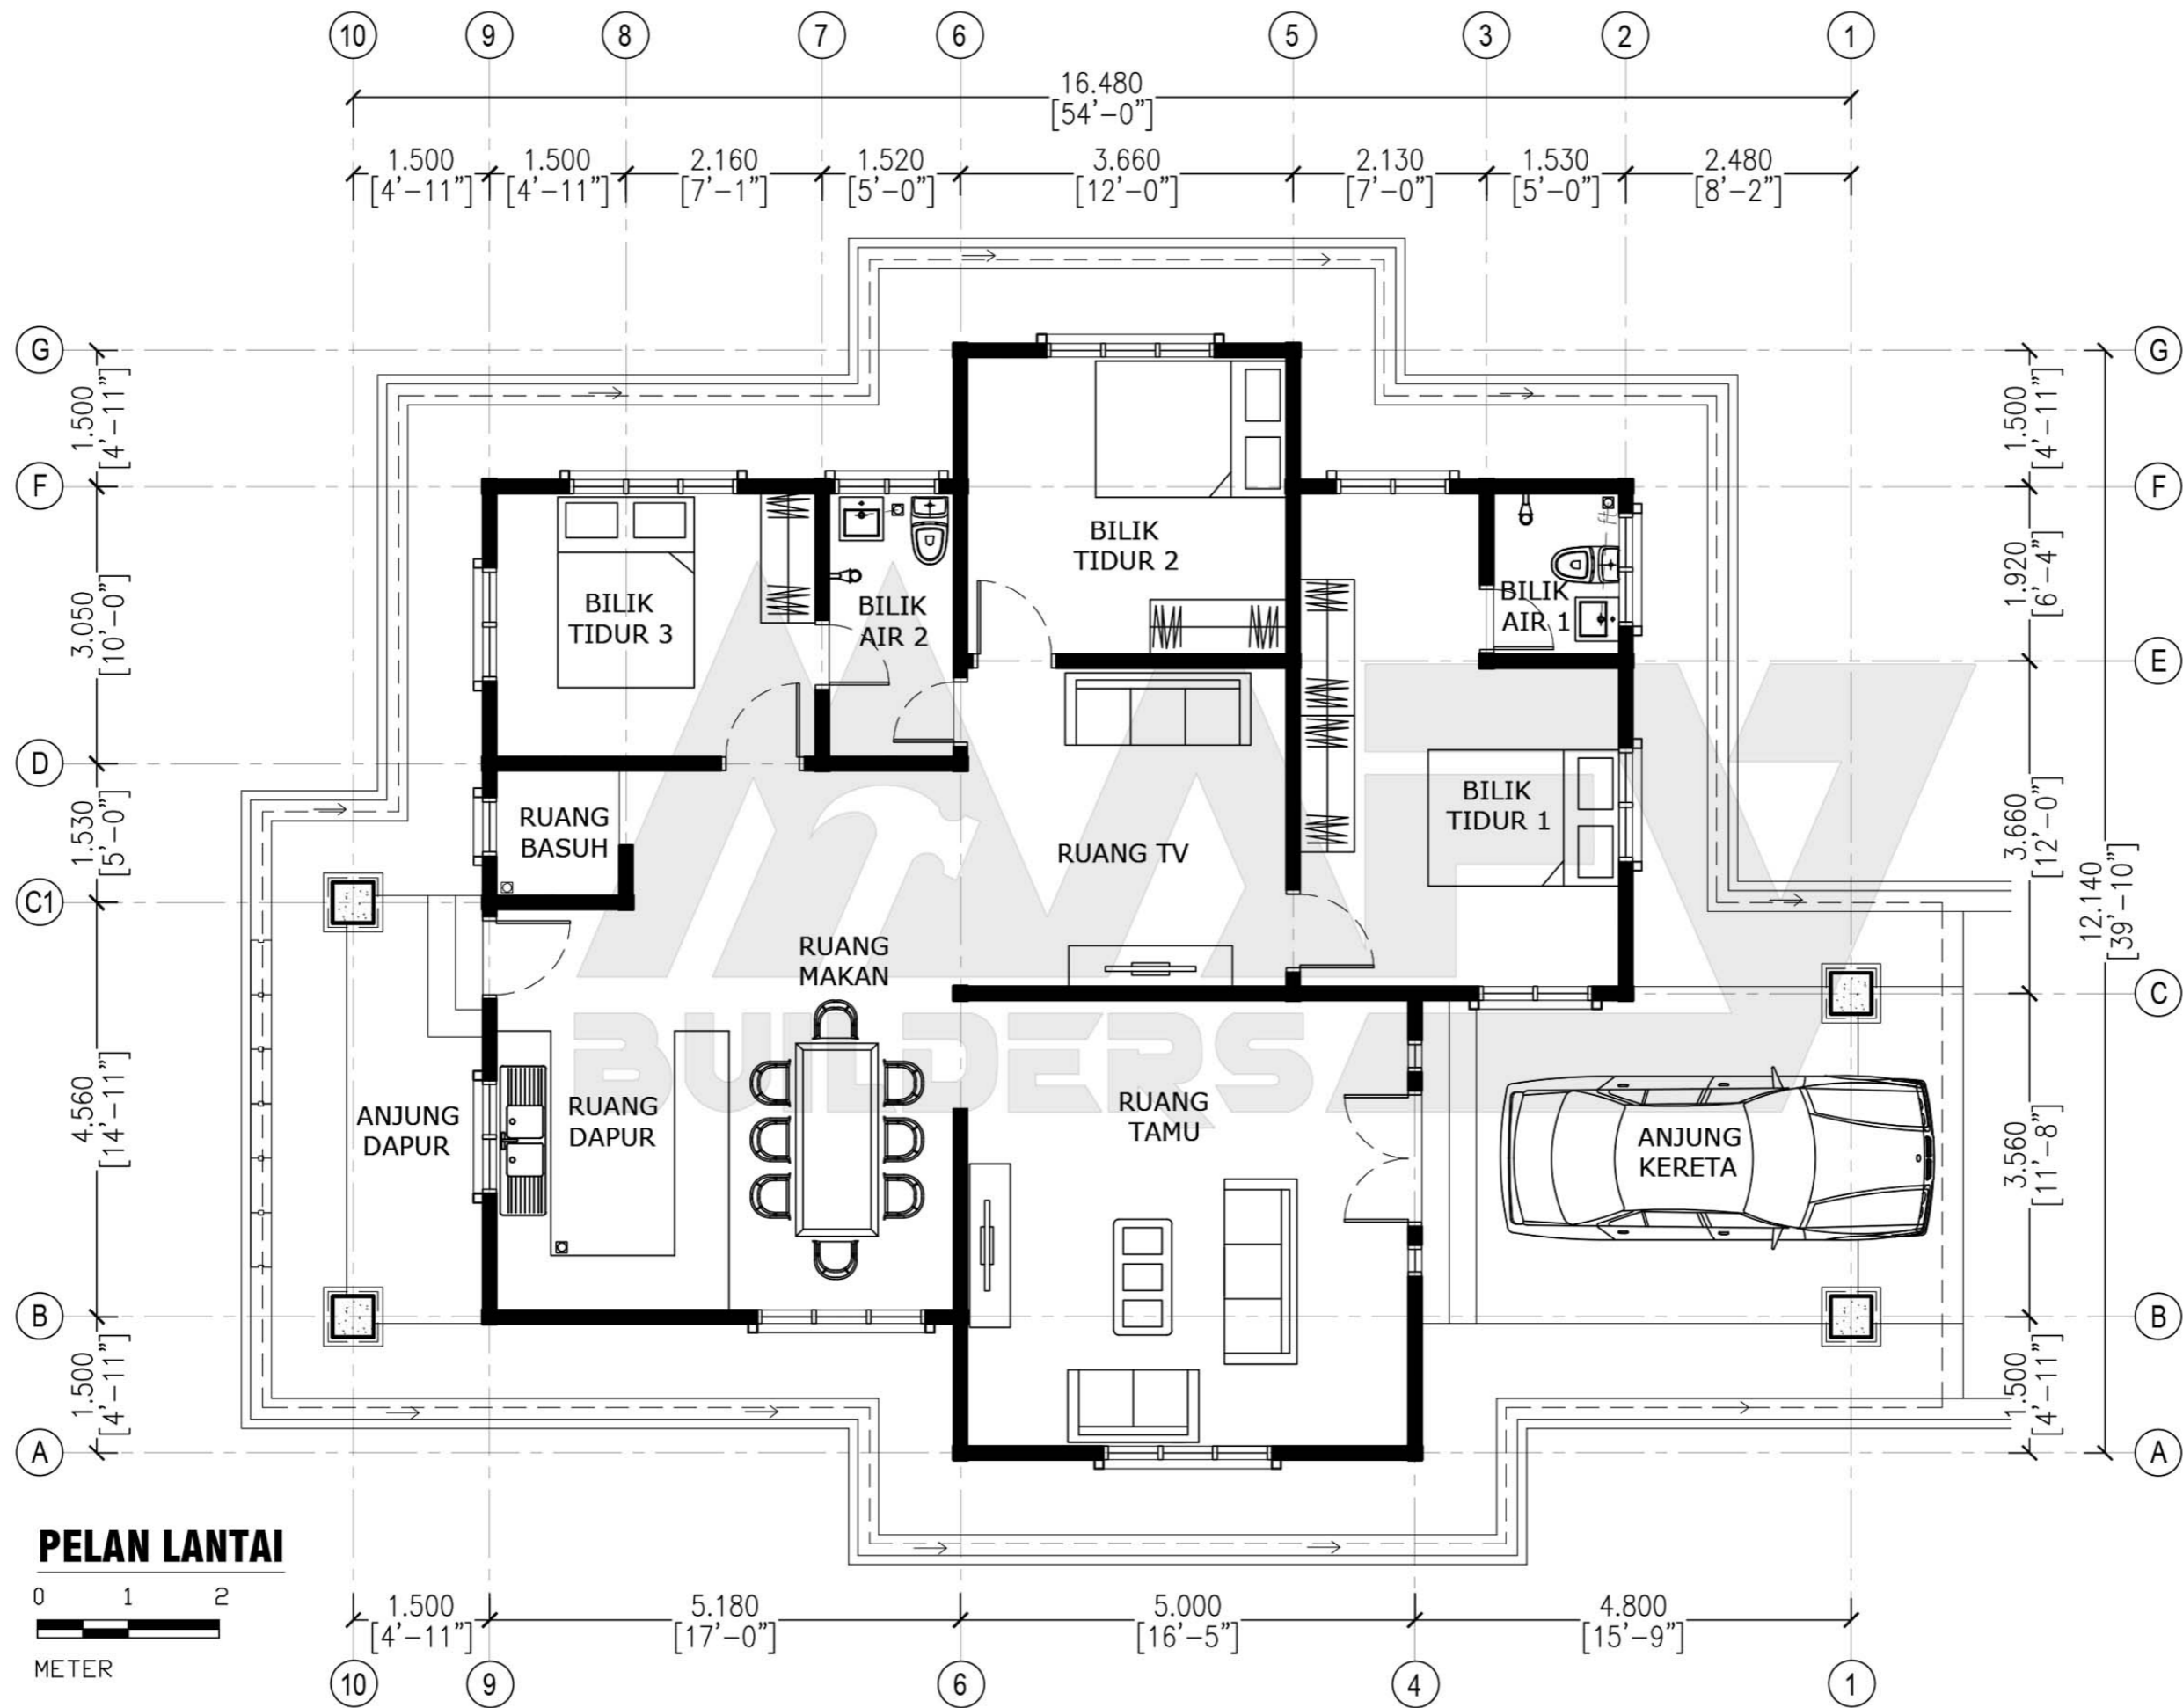 10 9 8 7 6 5 3 2 1
16.480
[54'-0"]
1.500 1.500 2.160 1.520 3.660 2.130 1.530 2.480
[4'-11"] [4'-11"] [7'-1"] [5'-0"] [12'-0"] [7'-0"] [5'-0"] [8'-2"]
G
F
D
C1
B
A
1.500
[4'-11"]
3.050
[10'-0"]
1.530
[5'-0"]
4.560
[14'-11"]
1.500
[4'-11"]
BILIK
TIDUR 2
BILIK
TIDUR 3
BILIK
AIR 2
BILIK
AIR 1
RUANG
BASUH
RUANG TV
BILIK
TIDUR 1
RUANG
MAKAN
ANJUNG
DAPUR
RUANG
DAPUR
RUANG
TAMU
ANJUNG
KERETA
BUILDERS
G
F
E
C
B
A
1.500
[4'-11"]
1.920
[6'-4"]
3.660
[12'-0"]
3.560
[11'-8"]
1.500
[4'-11"]
12.140
[39'-10"]
PELAN LANTAI
0 1 2
METER
1.500 5.180 5.000 4.800
[4'-11"] [17'-0"] [16'-5"] [15'-9"]
10 9 6 4 1